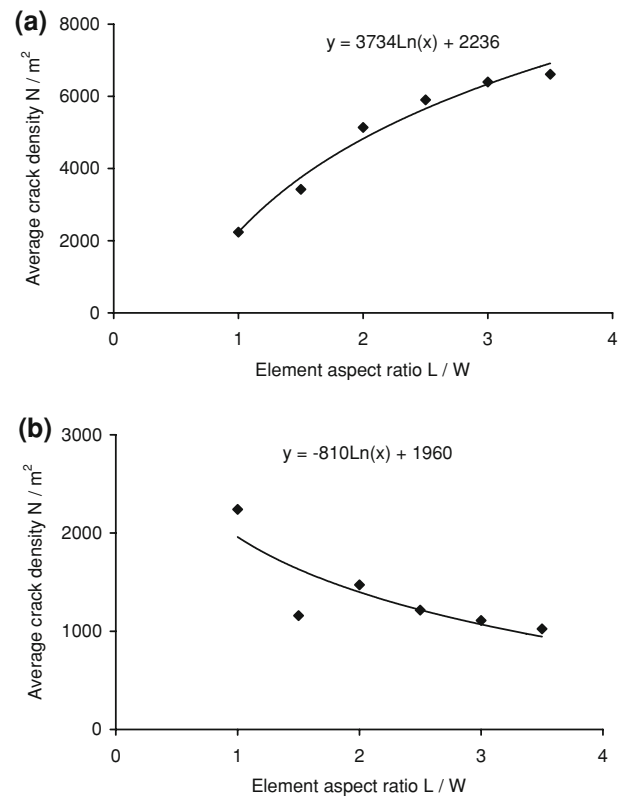 (a)
8000
6000
4000
2000
0
Average crack density N / m²
y = 3734Ln(x) + 2236
0 1 2 3 4
Element aspect ratio L / W
(b)
3000
2000
1000
0
Average crack density N / m²
y = -810Ln(x) + 1960
0 1 2 3 4
Element aspect ratio L / W